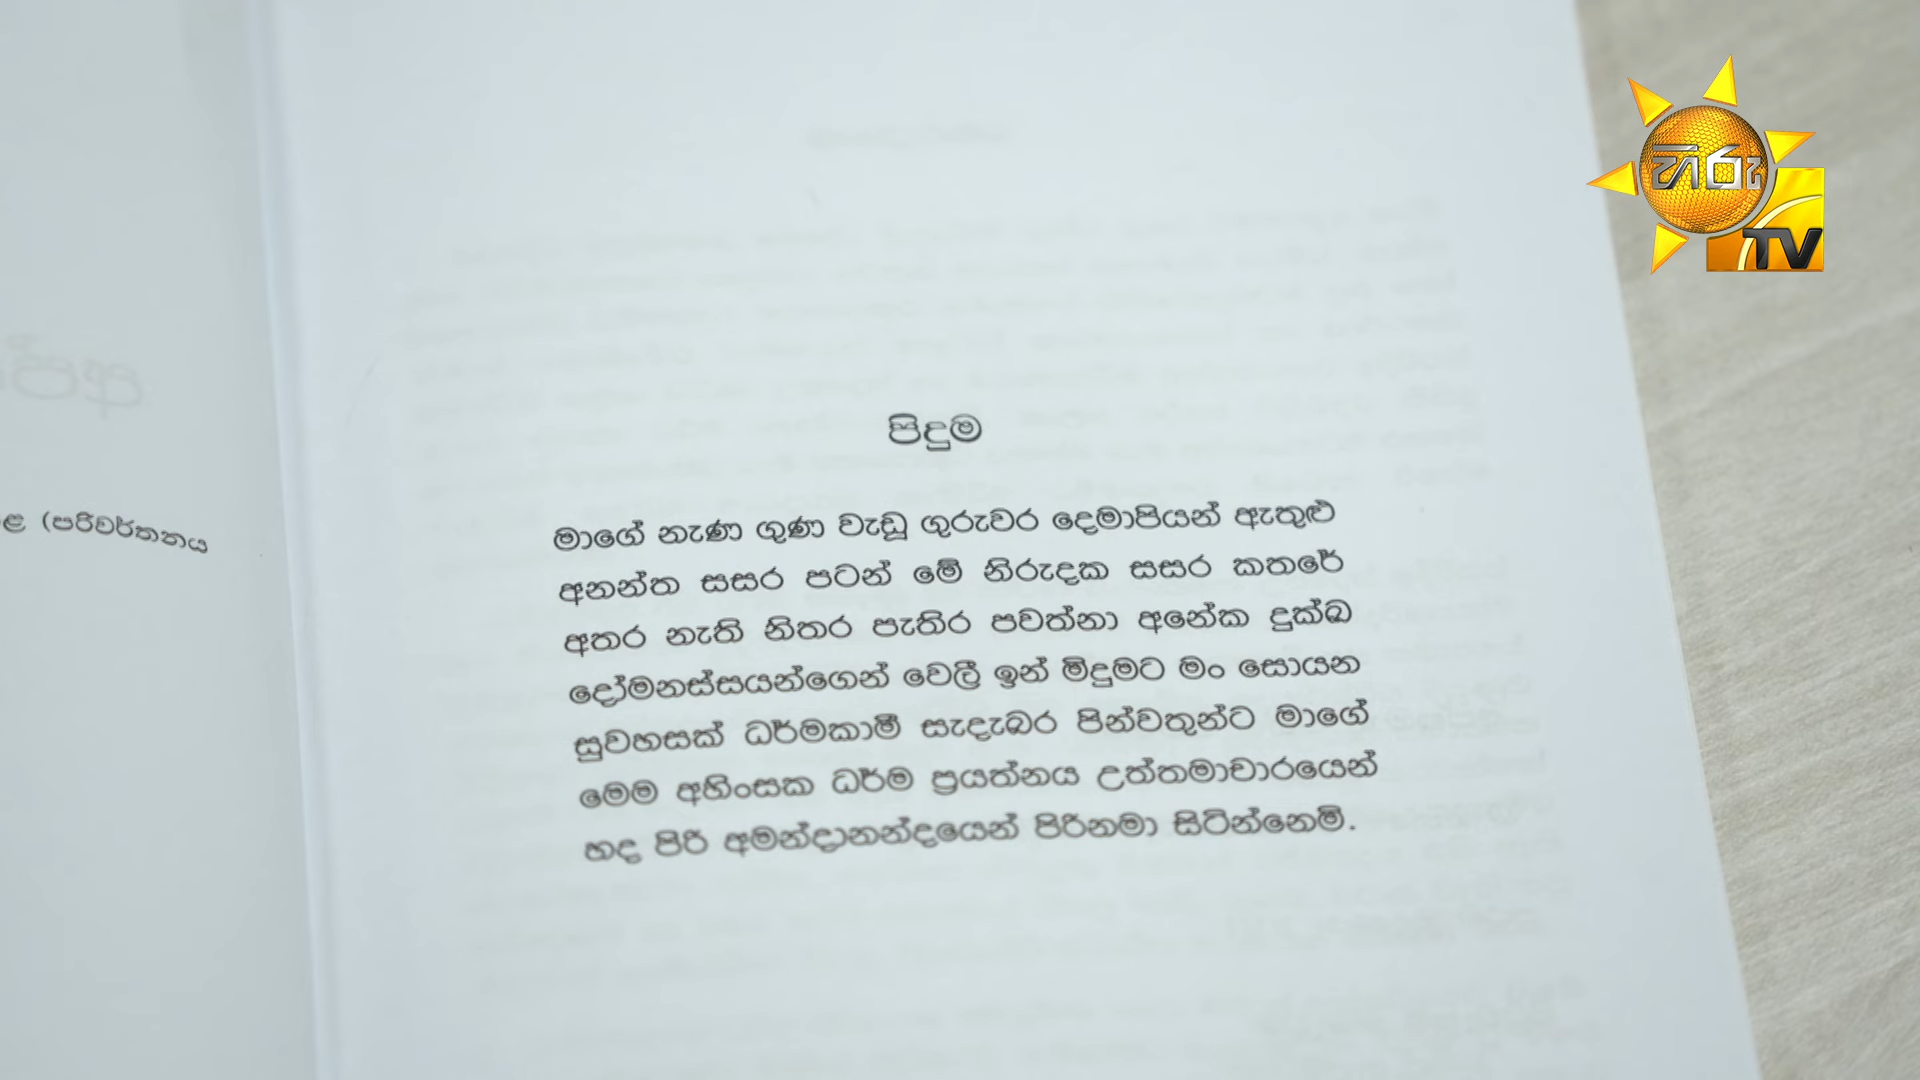 හිරු
TV
ළ (පරිවර්තනය
පිදුම
මාගේ නැණ ගුණ වැඩූ ගුරුවර දෙමාපියන් ඇතුළු
අනන්ත සසර පටන් මේ නිරුදක සසර කතරේ
අතර නැති නිතර පැතිර පවත්නා අනේක දුක්ඛ
දෝමනස්සයන්ගෙන් වෙලී ඉන් මිදුමට මං සොයන
සුවහසක් ධර්මකාමී සැදැබර පින්වතුන්ට මාගේ
මෙම අහිංසක ධර්ම ප්‍රයත්නය උත්තමාචාරයෙන්
හද පිරි අමන්දානන්දයෙන් පිරිනමා සිටින්නෙමි.